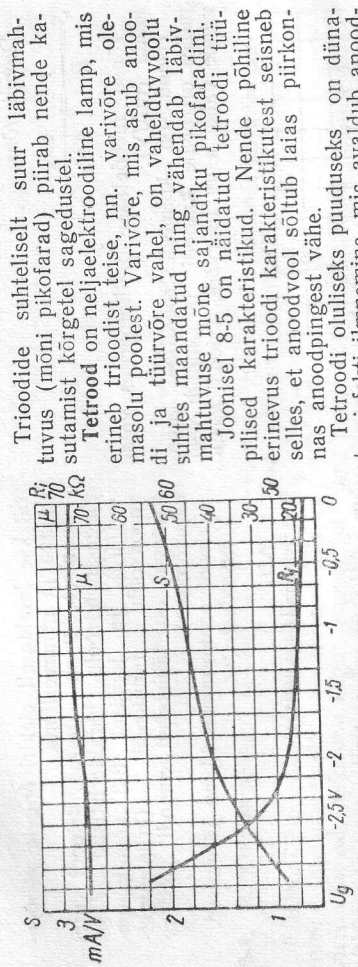 Trioodide suhteliselt suur läbivmah-
tuvus (mõni pikofarad) piirab nende ka-
sutamist kõrgetel sagedustel.
Tetrood on neljaelektroodiline lamp, mis
erineb trioodist teise, nn. varivõre ole-
masolu poolest. Varivõre, mis asub anoo-
di ja tüürvõre vahel, on vahelduvvoolu
suhtes maandatud ning vähendab läbiv-
mahtuvuse mõne sajandiku pikofaradini.
Joonisel 8-5 on näidatud tetroodi tüü-
pilised karakteristikud. Nende põhiline
erinevus trioodi karakteristikutest seisneb
selles, et anoodvool sõltub laias piirkon-
nas anoodpingest vähe.
Tetroodi oluliseks puuduseks on düna-
S
3
mA/V
2
1
μ Ri
70
kΩ
70
60
60
50
40
30
50
20
μ
S
Ri
Ug
-2,5 V
-2
-1,5
-1
-0,5
0